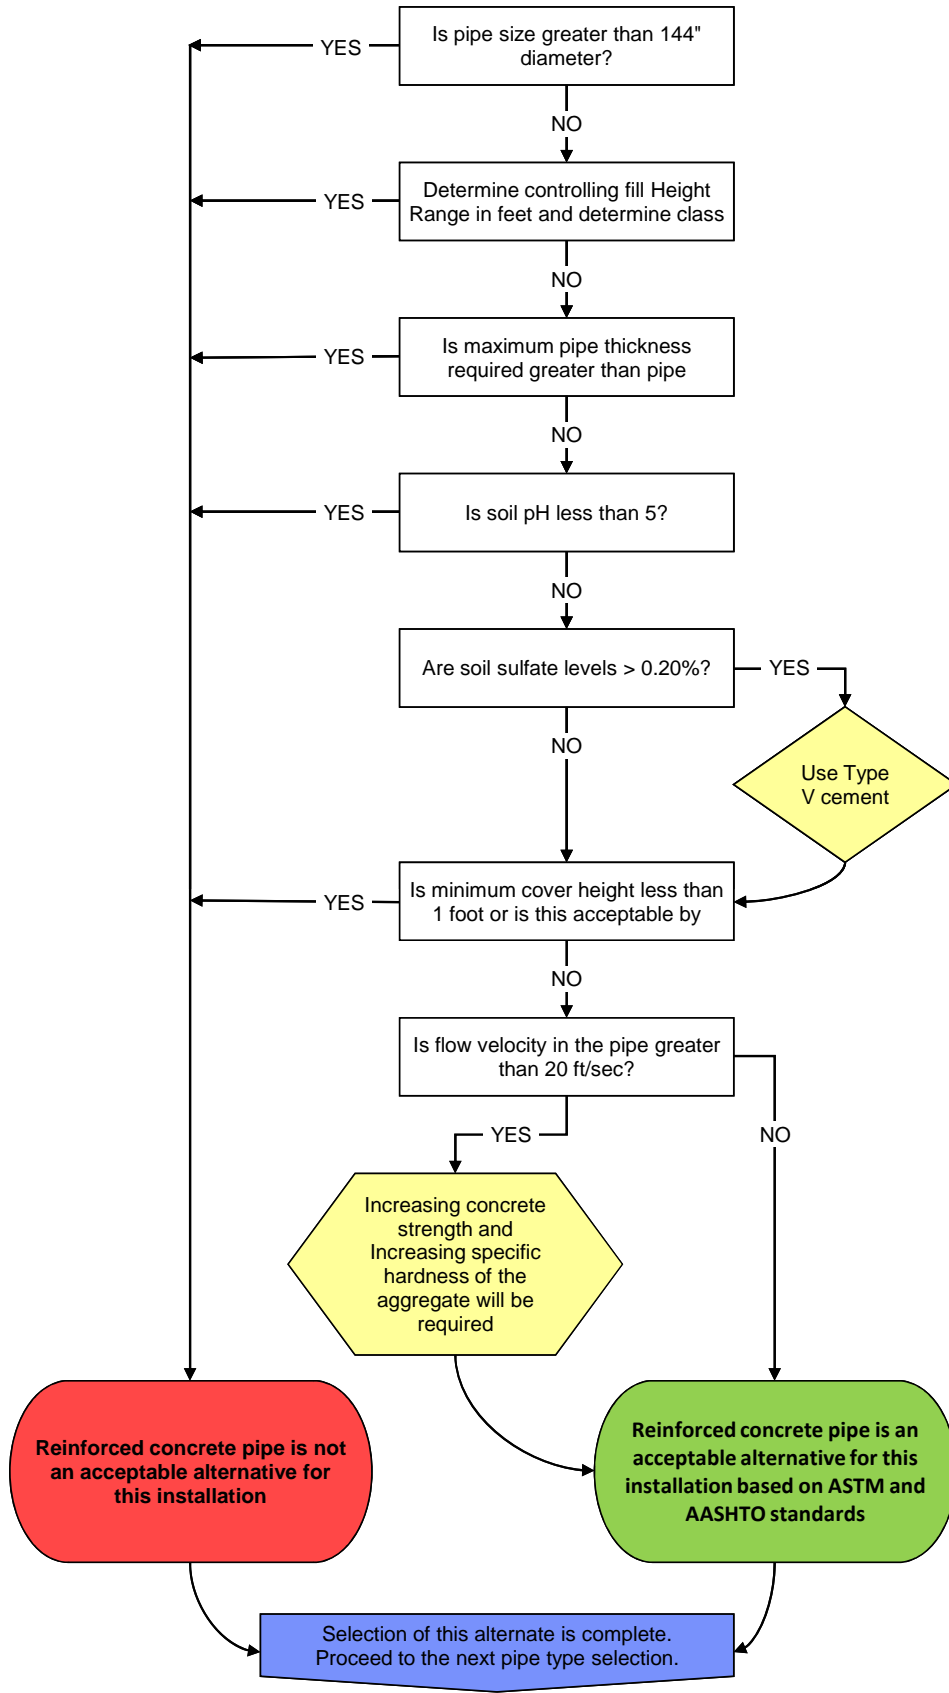 Is pipe size greater than 144"
diameter?
YES
NO
Determine controlling fill Height
Range in feet and determine class
YES
NO
Is maximum pipe thickness
required greater than pipe
YES
NO
Is soil pH less than 5?
YES
NO
Are soil sulfate levels > 0.20%?
YES
NO
Use Type
V cement
Is minimum cover height less than
1 foot or is this acceptable by
YES
NO
Is flow velocity in the pipe greater
than 20 ft/sec?
YES
NO
Increasing concrete
strength and
Increasing specific
hardness of the
aggregate will be
required
Reinforced concrete pipe is not
an acceptable alternative for
this installation
Reinforced concrete pipe is an
acceptable alternative for this
installation based on ASTM and
AASHTO standards
Selection of this alternate is complete.
Proceed to the next pipe type selection.